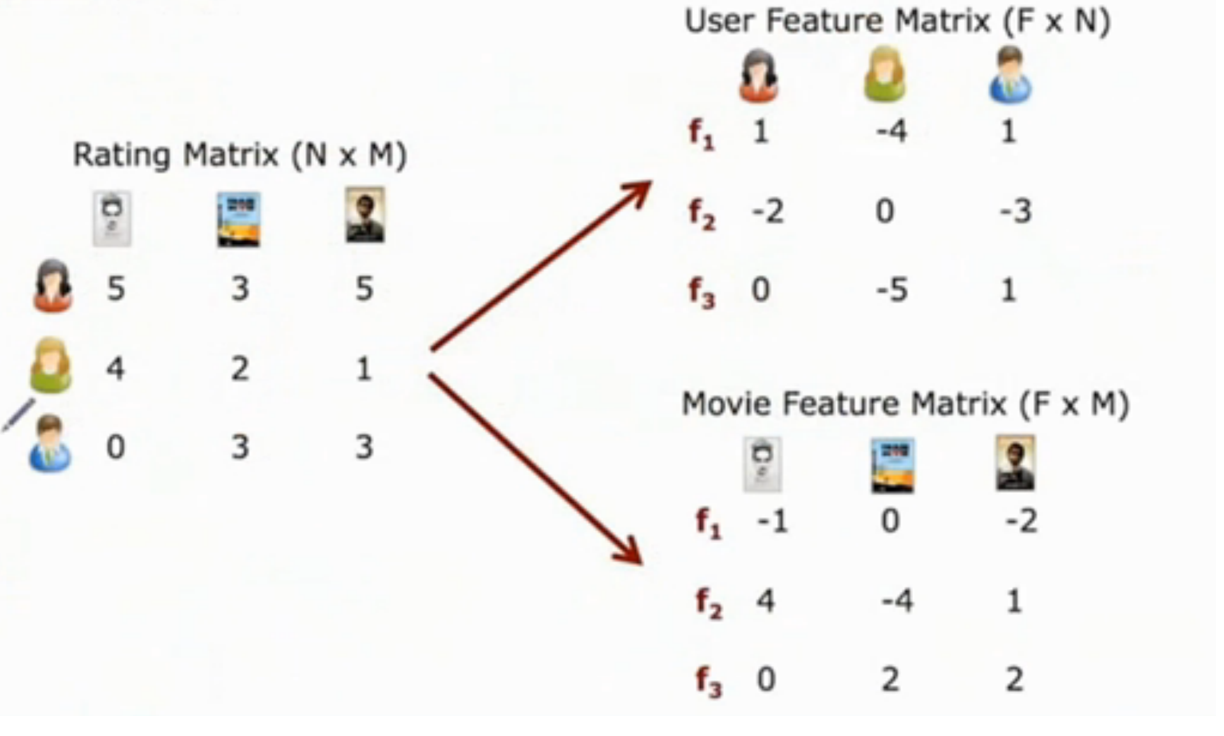 Rating Matrix (N x M)
5 3 5
4 2 1
0 3 3
User Feature Matrix (F x N)
f₁ 1 -4 1
f₂ -2 0 -3
f₃ 0 -5 1
Movie Feature Matrix (F x M)
f₁ -1 0 -2
f₂ 4 -4 1
f₃ 0 2 2